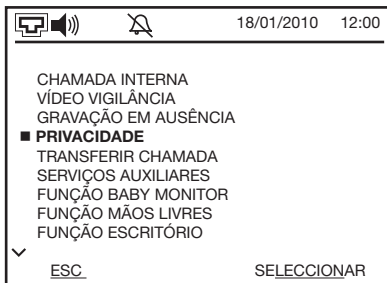 18/01/2010 12:00
CHAMADA INTERNA
VÍDEO VIGILÂNCIA
GRAVAÇÃO EM AUSÊNCIA
PRIVACIDADE
TRANSFERIR CHAMADA
SERVIÇOS AUXILIARES
FUNÇÃO BABY MONITOR
FUNÇÃO MÃOS LIVRES
FUNÇÃO ESCRITÓRIO
ESC SELECCIONAR